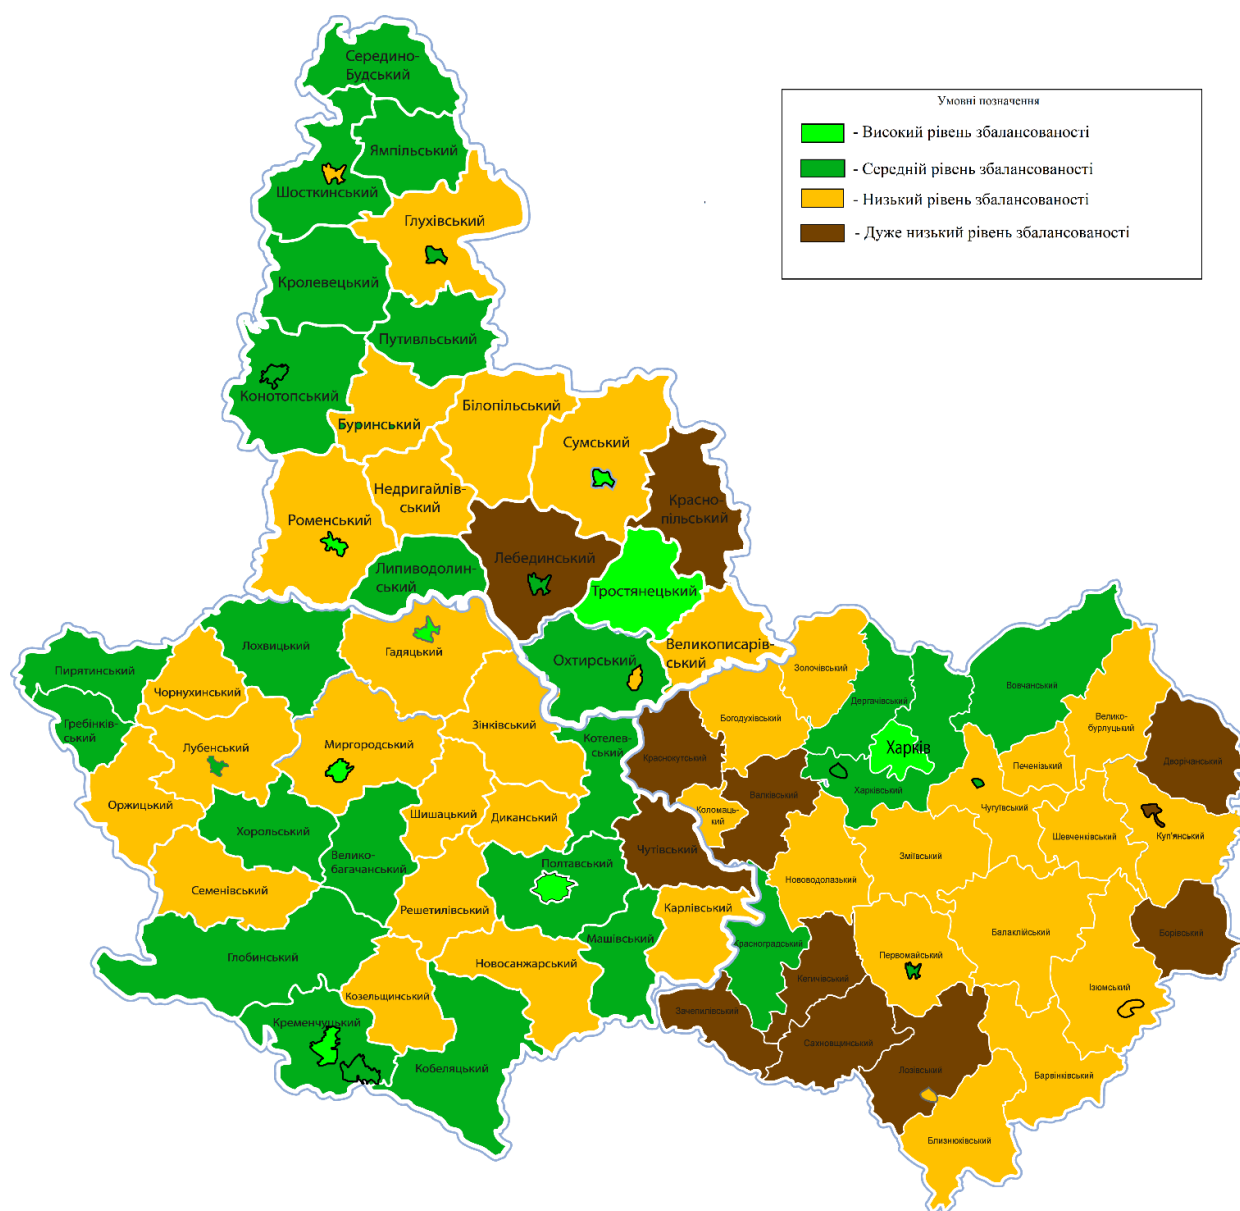 Умовні позначення
- Високий рівень збалансованості
- Середній рівень збалансованості
- Низький рівень збалансованості
- Дуже низький рівень збалансованості
Середино-
Будський
Ямпільський
Шосткинський
Глухівський
Кролевецький
Путивльський
Конотопський
Буринський
Білопільський
Сумський
Недригайлів-
ський
Красно-
пільський
Роменський
Лебединський
Липиводолин-
ський
Тростянецький
Великописарів-
ський
Охтирський
Лохвицький
Гадяцький
Пирятинський
Чорнухинський
Гребінків-
ський
Лубенський
Миргородський
Зінківський
Котелев-
ський
Оржицький
Хорольський
Шишацький
Диканський
Велико-
багачанський
Чутівський
Полтавський
Семенівський
Решетилівський
Карлівський
Машівський
Глобинський
Новосанжарський
Козельщинський
Кременчуцький
Кобеляцький
Золочівський
Дергачівський
Вовчанський
Богодухівський
Велико-
бурлуцький
Харків
Краснокутський
Валківський
Харківський
Печенізький
Дворічанський
Коломаць-
кий
Чугуївський
Шевченківський
Куп'янський
Зміївський
Нововодолазький
Балаклійський
Борівський
Красноградський
Первомайський
Кегичівський
Ізюмський
Зачепилівський
Сахновщинський
Лозівський
Барвінківський
Близнюківський